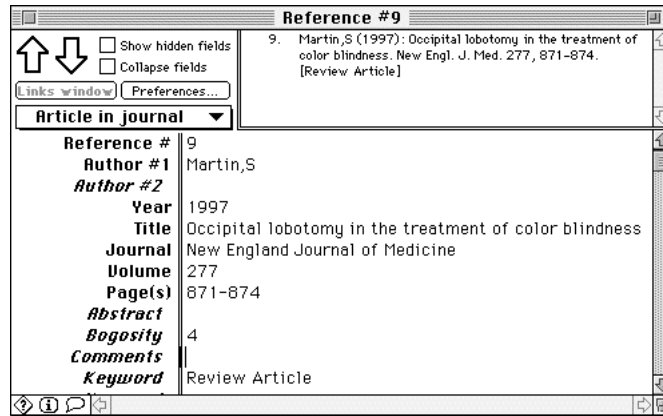 Reference #9
Show hidden fields
Collapse fields
Links window
Preferences...
Article in journal
9. Martin,S (1997): Occipital lobotomy in the treatment of
color blindness. New Engl. J. Med. 277, 871-874.
[Review Article]
Reference # 9
Author #1 Martin,S
Author #2
Year 1997
Title Occipital lobotomy in the treatment of color blindness
Journal New England Journal of Medicine
Volume 277
Page(s) 871-874
Abstract
Bogosity 4
Comments
Keyword Review Article